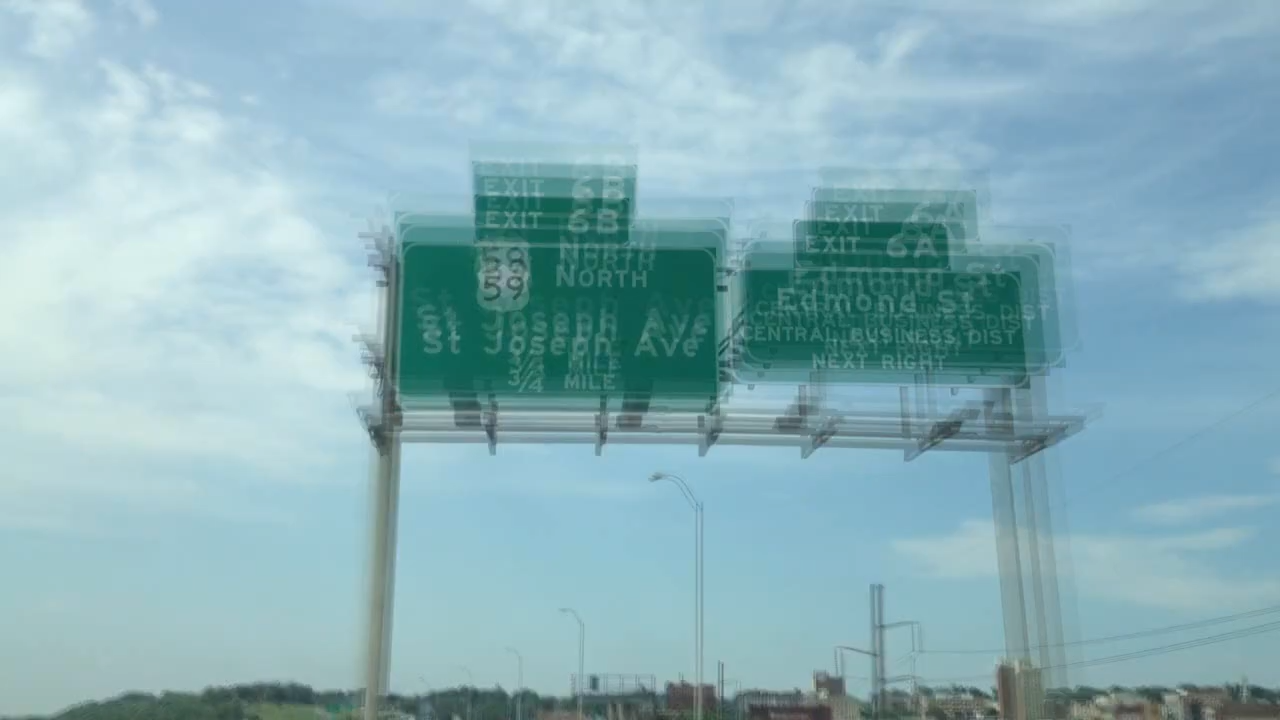 EXIT 6B
59 NORTH
St Joseph Ave
3/4 MILE
EXIT 6A
Edmond St
CENTRAL BUSINESS DIST
NEXT RIGHT